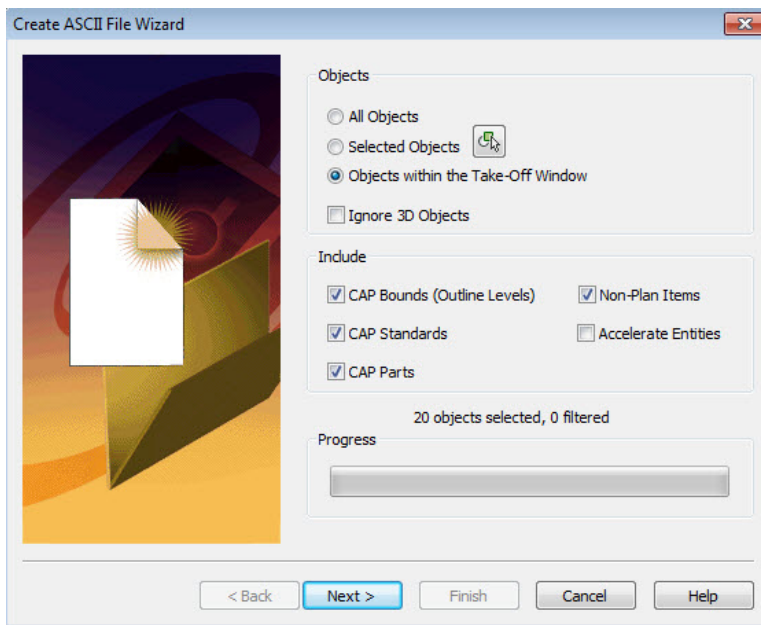 Create ASCII File Wizard
Objects
All Objects
Selected Objects
Objects within the Take-Off Window
Ignore 3D Objects
Include
CAP Bounds (Outline Levels)
Non-Plan Items
CAP Standards
Accelerate Entities
CAP Parts
20 objects selected, 0 filtered
Progress
< Back
Next >
Finish
Cancel
Help